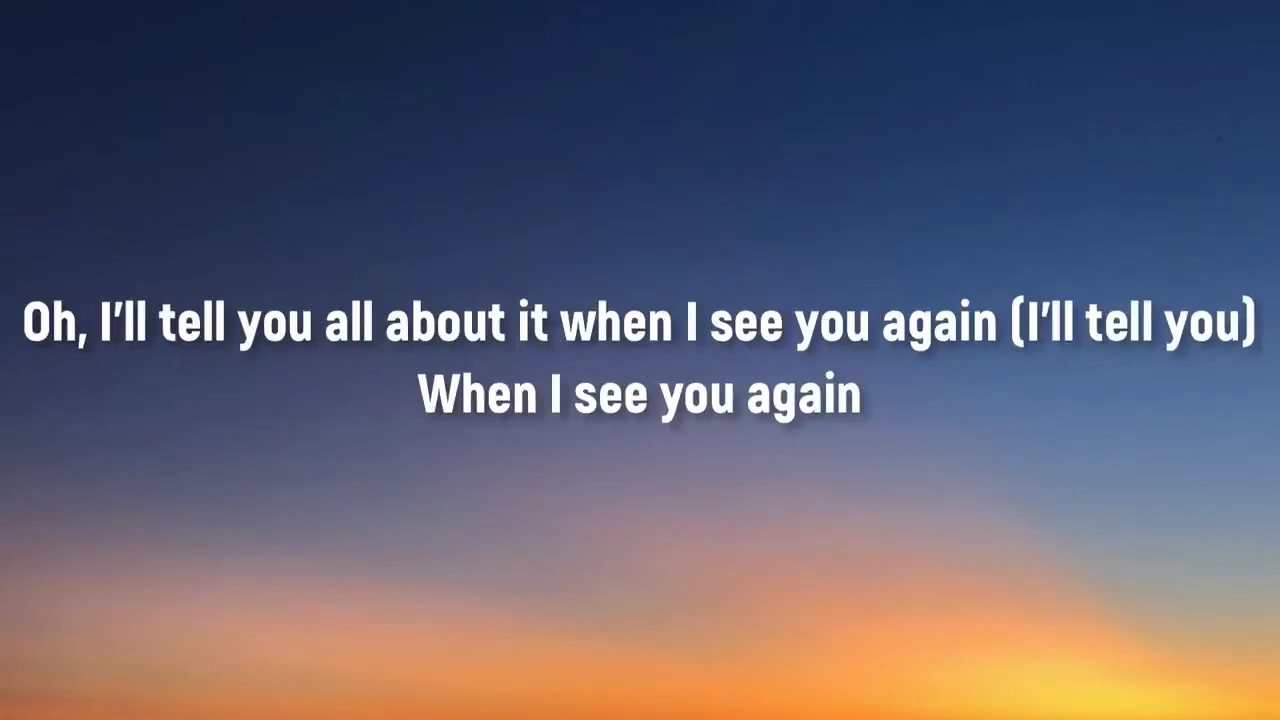 Oh, I’ll tell you all about it when I see you again (I’ll tell you)
When I see you again